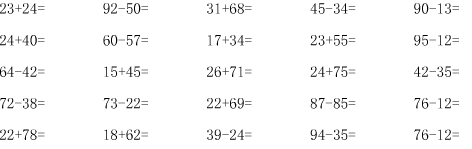 23+24= 92-50= 31+68= 45-34= 90-13=
24+40= 60-57= 17+34= 23+55= 95-12=
64-42= 15+45= 26+71= 24+75= 42-35=
72-38= 73-22= 22+69= 87-85= 76-12=
22+78= 18+62= 39-24= 94-35= 76-12=